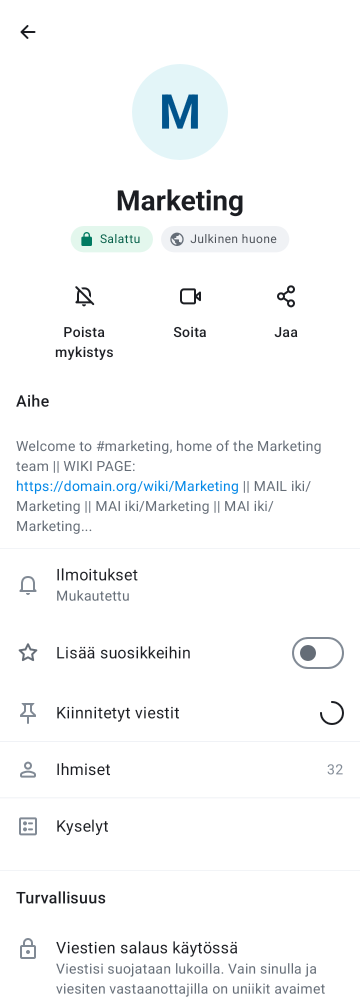 M
Marketing
Salattu
Julkinen huone
Poista
mykistys
Soita
Jaa
Aihe
Welcome to #marketing, home of the Marketing
team || WIKI PAGE:
https://domain.org/wiki/Marketing || MAIL iki/
Marketing || MAI iki/Marketing || MAI iki/
Marketing...
Ilmoitukset
Mukautettu
Lisää suosikkeihin
Kiinnitetyt viestit
Ihmiset
32
Kyselyt
Turvallisuus
Viestien salaus käytössä
Viestisi suojataan lukoilla. Vain sinulla ja
viesiten vastaanottajilla on uniikit avaimet